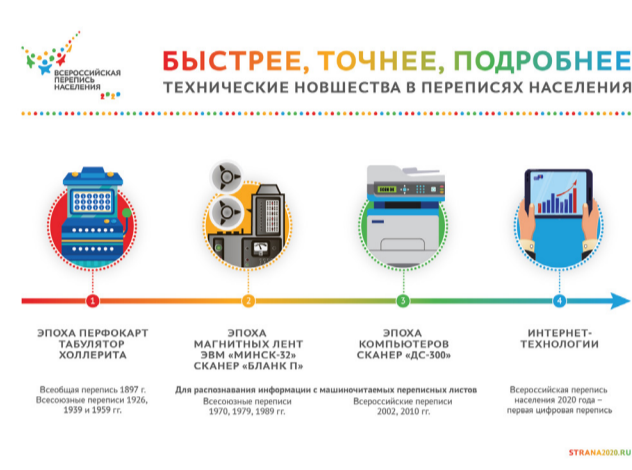 ВСЕРОССИЙСКАЯ
ПЕРЕПИСЬ
НАСЕЛЕНИЯ
2020
БЫСТРЕЕ, ТОЧНЕЕ, ПОДРОБНЕЕ
ТЕХНИЧЕСКИЕ НОВШЕСТВА В ПЕРЕПИСЯХ НАСЕЛЕНИЯ
1
2
3
4
ЭПОХА ПЕРФОКАРТ
ТАБУЛЯТОР
ХОЛЛЕРИТА
ЭПОХА
МАГНИТНЫХ ЛЕНТ
ЭВМ «МИНСК-32»
СКАНЕР «БЛАНК П»
ЭПОХА
КОМПЬЮТЕРОВ
СКАНЕР «ДС-300»
ИНТЕРНЕТ-
ТЕХНОЛОГИИ
Всеобщая перепись 1897 г.
Всесоюзные переписи 1926,
1939 и 1959 гг.
Для распознавания информации с машиночитаемых переписных листов
Всесоюзные переписи
1970, 1979, 1989 гг.
Всероссийские переписи
2002, 2010 гг.
Всероссийская перепись
населения 2020 года –
первая цифровая перепись
STRANA2020.RU